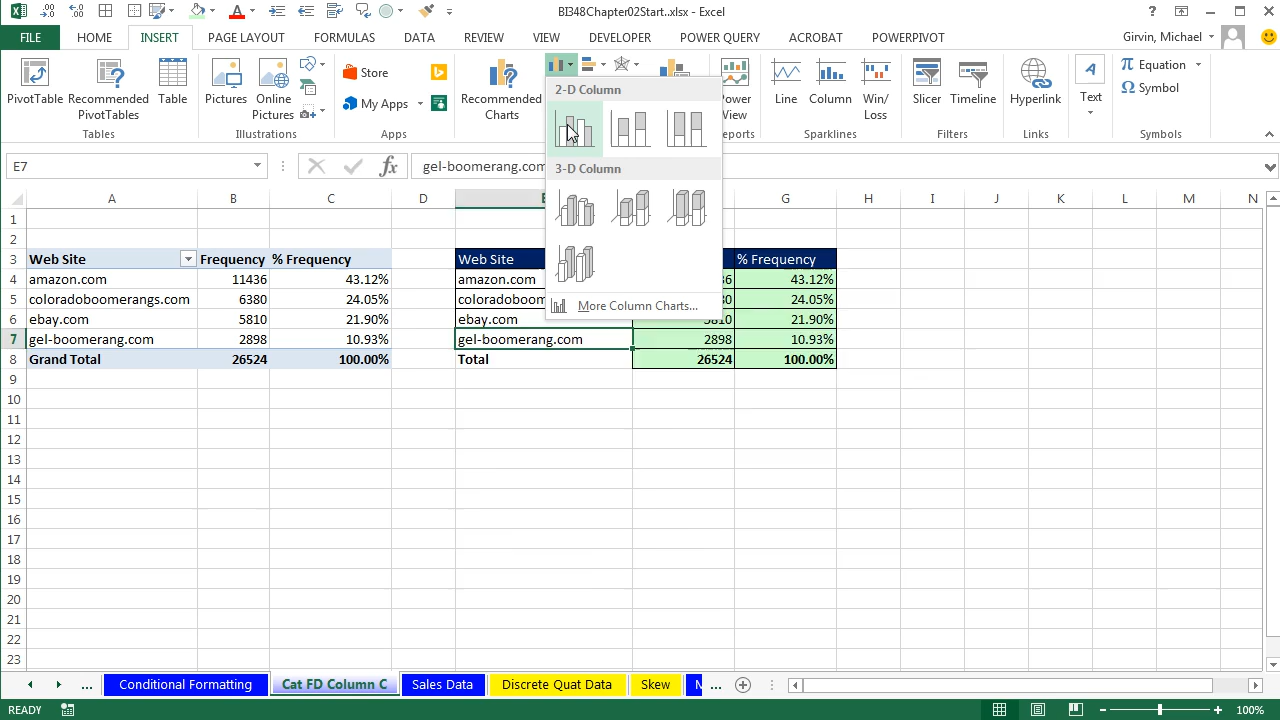 BI348Chapter02Start.xlsx - Excel
FILE HOME INSERT PAGE LAYOUT FORMULAS DATA REVIEW VIEW DEVELOPER POWER QUERY ACROBAT POWERPIVOT Girvin, Michael
PivotTable Recommended PivotTables Table
Tables
Pictures Online Pictures
Illustrations
Store
My Apps
Apps
Recommended Charts
2-D Column
3-D Column
More Column Charts...
Power View
Reports
Line Column Win/Loss
Sparklines
Slicer Timeline
Filters
Hyperlink
Links
Text
Equation
Symbol
Symbols
E7 fx gel-boomerang.com
A B C D E G H I J K L M N
1
2
3 Web Site Frequency % Frequency Web Site % Frequency
4 amazon.com 11436 43.12% amazon.com 36 43.12%
5 coloradoboomerangs.com 6380 24.05% coloradoboom 80 24.05%
6 ebay.com 5810 21.90% ebay.com 5810 21.90%
7 gel-boomerang.com 2898 10.93% gel-boomerang.com 2898 10.93%
8 Grand Total 26524 100.00% Total 26524 100.00%
9
10
11
12
13
14
15
16
17
18
19
20
21
22
23
... Conditional Formatting Cat FD Column C Sales Data Discrete Quat Data Skew ...
READY 100%